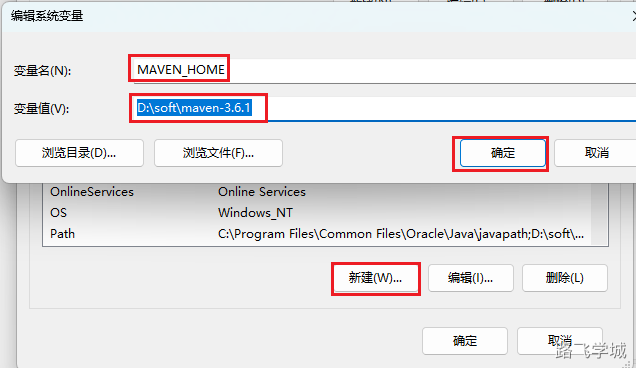 编辑系统变量
变量名(N):
MAVEN_HOME
变量值(V):
D:\soft\maven-3.6.1
浏览目录(D)...
浏览文件(F)...
确定
取消
OnlineServices
Online Services
OS
Windows_NT
Path
C:\Program Files\Common Files\Oracle\Java\javapath;D:\soft\...
新建(W)...
编辑(I)...
删除(L)
确定
取消
路飞学城